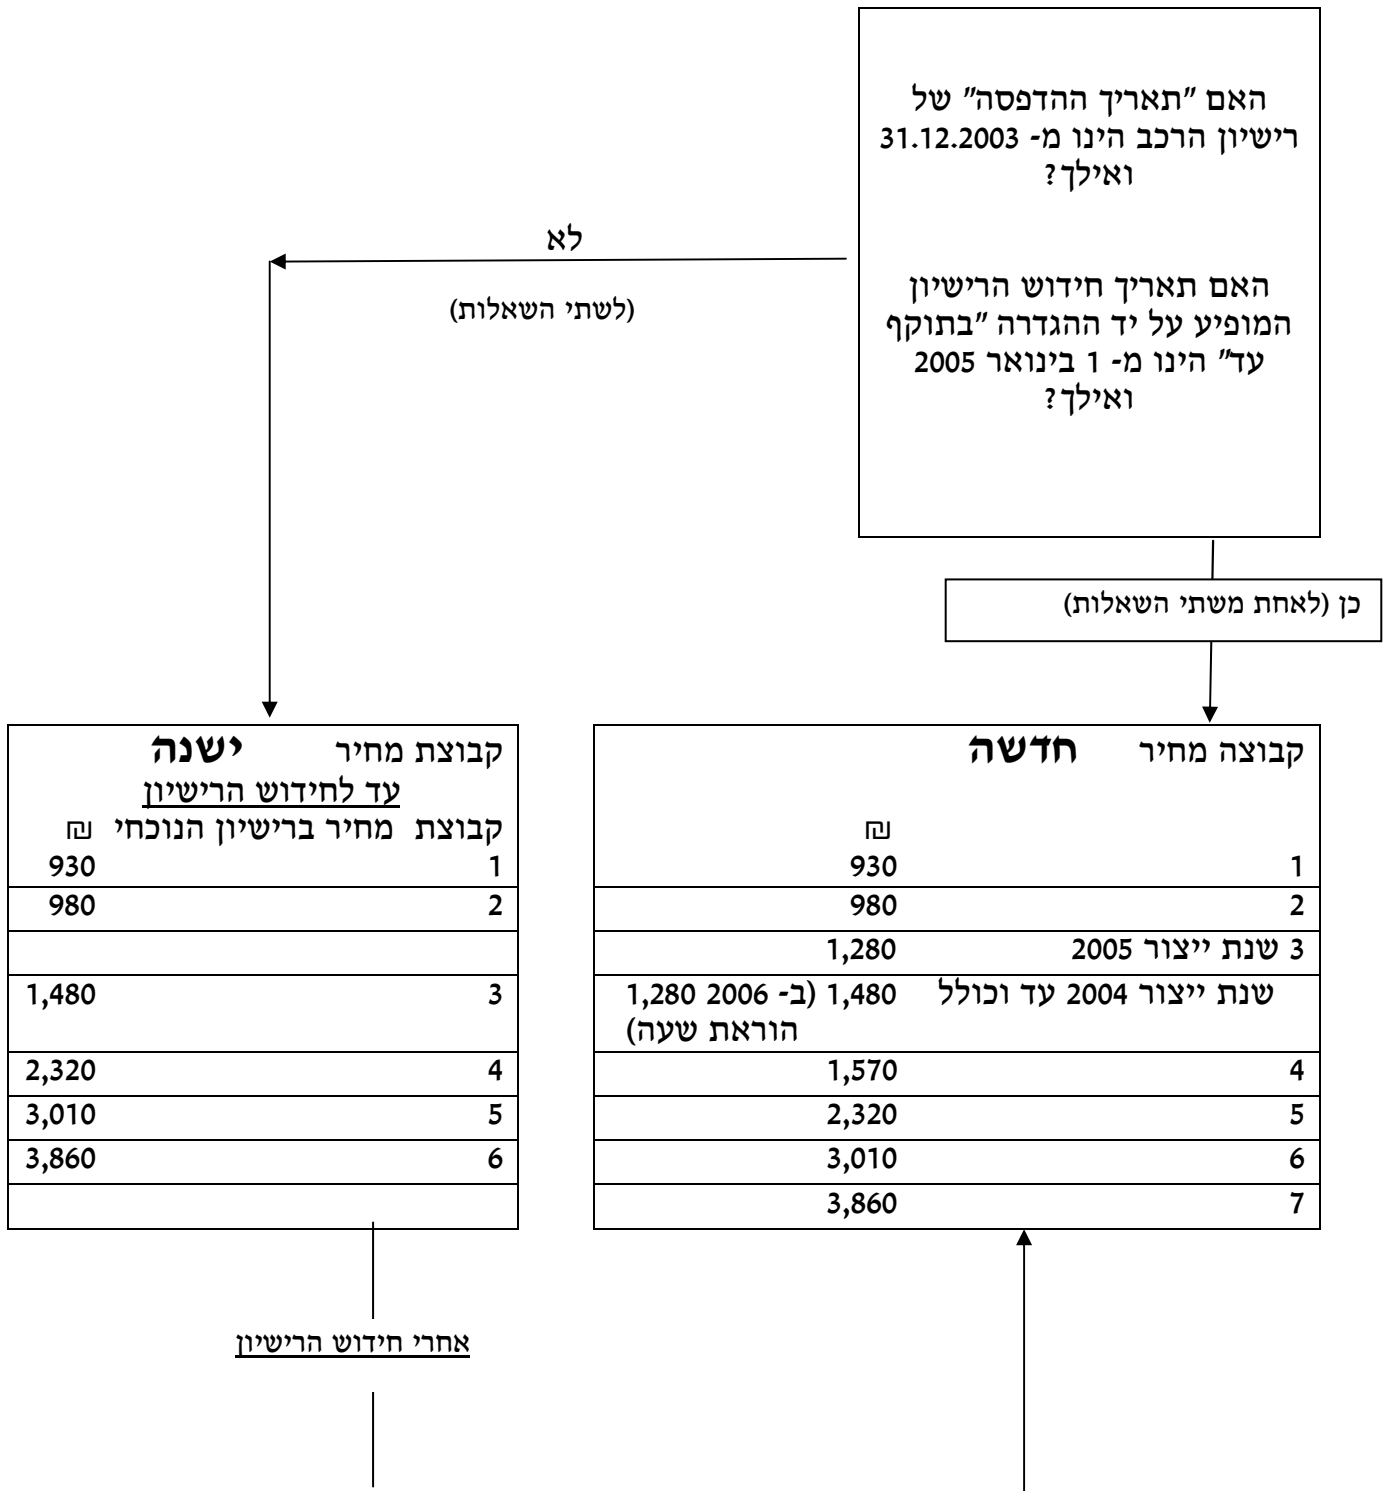 האם "תאריך ההדפסה" של
רישיון הרכב הינו מ- 31.12.2003
ואילך?
האם תאריך חידוש הרישיון
המופיע על יד ההגדרה "בתוקף
עד" הינו מ- 1 בינואר 2005
ואילך?
לא
(לשתי השאלות)
כן (לאחת משתי השאלות)
קבוצה מחיר חדשה
₪
1 930
2 980
3 שנת ייצור 2005 1,280
שנת ייצור 2004 עד וכולל 1,480 (ב- 2006 1,280
הוראת שעה)
4 1,570
5 2,320
6 3,010
7 3,860
קבוצת מחיר ישנה
עד לחידוש הרישיון
קבוצת מחיר ברישיון הנוכחי ₪
1 930
2 980
3 1,480
4 2,320
5 3,010
6 3,860
אחרי חידוש הרישיון